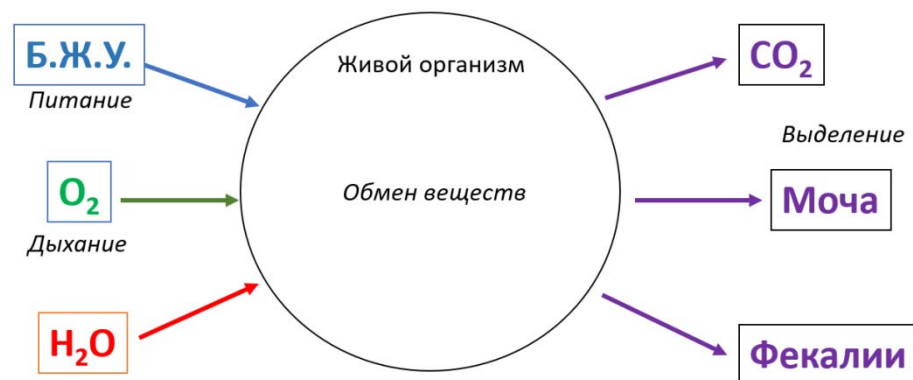 Б.Ж.У.
Питание
O₂
Дыхание
H₂O
Живой организм
Обмен веществ
CO₂
Выделение
Моча
Фекалии